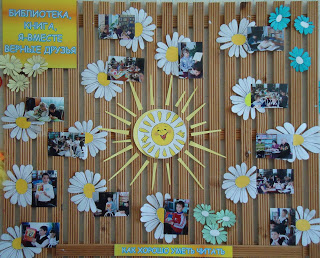 БИБЛИОТЕКА,
КНИГА,
Я-ВМЕСТЕ
ВЕРНЫЕ ДРУЗЬЯ
КАК ХОРОШО УМЕТЬ ЧИТАТЬ